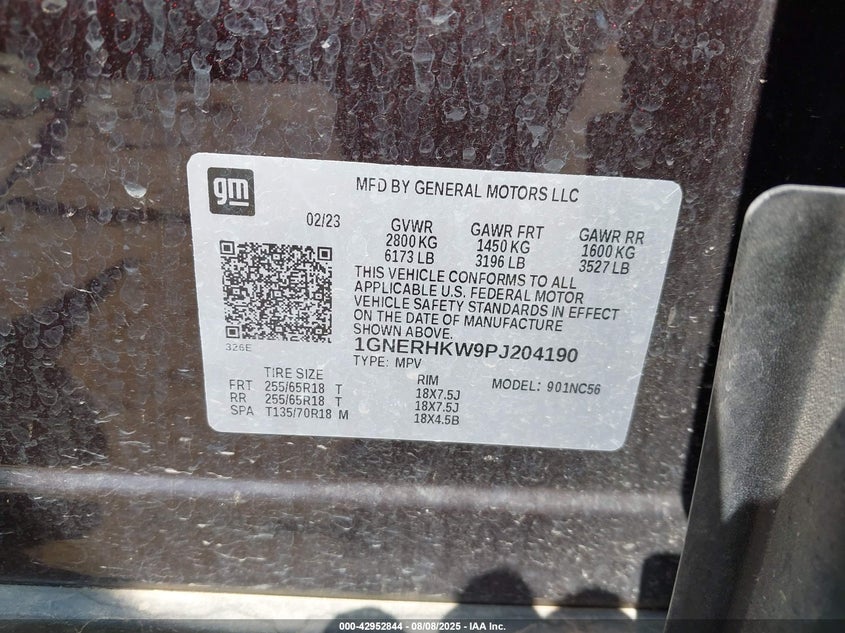 gm
MFD BY GENERAL MOTORS LLC
02/23
GVWR
2800 KG
6173 LB
GAWR FRT
1450 KG
3196 LB
GAWR RR
1600 KG
3527 LB
THIS VEHICLE CONFORMS TO ALL
APPLICABLE U.S. FEDERAL MOTOR
VEHICLE SAFETY STANDARDS IN EFFECT
ON THE DATE OF MANUFACTURE
SHOWN ABOVE.
326E
1GNERHKW9PJ204190
TYPE: MPV
TIRE SIZE
RIM
MODEL: 901NC56
FRT 255/65R18 T 18X7.5J
RR 255/65R18 T 18X7.5J
SPA T135/70R18 M 18X4.5B
000-42952844 - 08/08/2025 - IAA Inc.